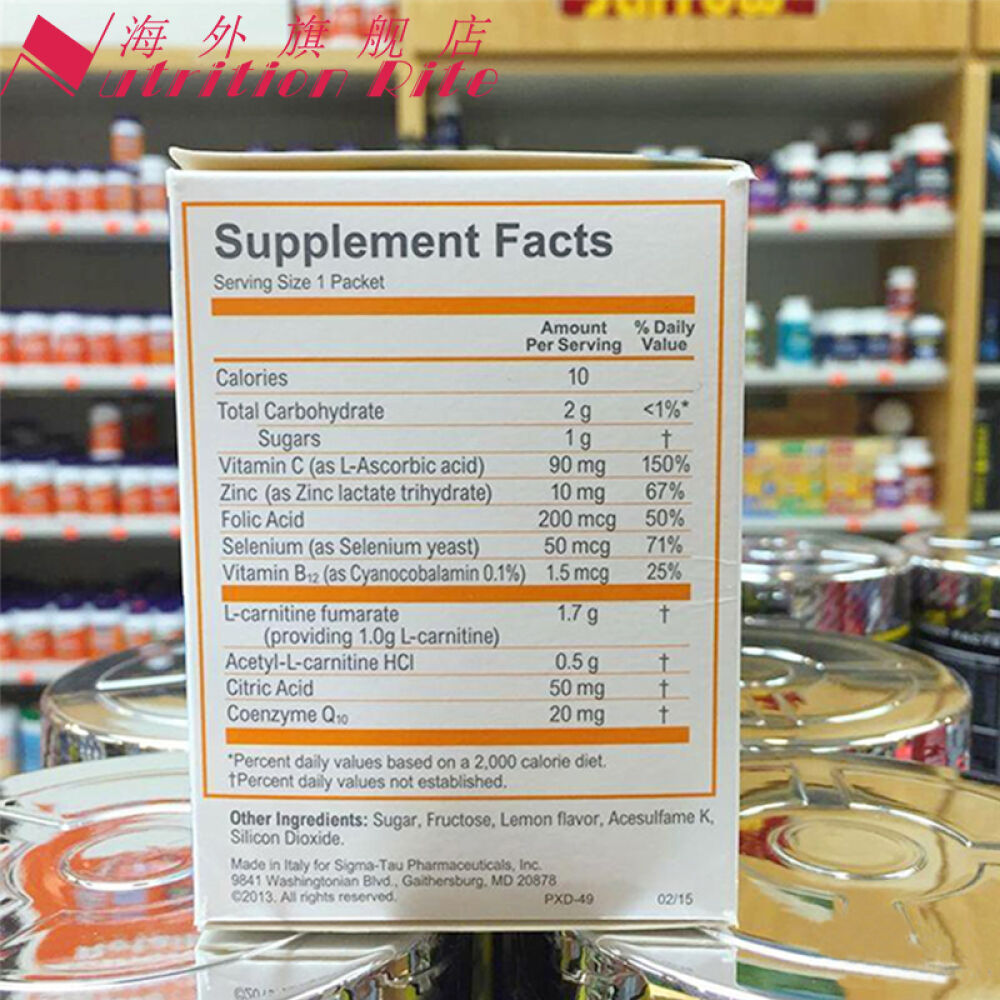 海外旗舰店
Nutrition Rite
Supplement Facts
Serving Size 1 Packet
Amount Per Serving % Daily Value
Calories 10
Total Carbohydrate 2 g <1%*
Sugars 1 g †
Vitamin C (as L-Ascorbic acid) 90 mg 150%
Zinc (as Zinc lactate trihydrate) 10 mg 67%
Folic Acid 200 mcg 50%
Selenium (as Selenium yeast) 50 mcg 71%
Vitamin B12 (as Cyanocobalamin 0.1%) 1.5 mcg 25%
L-carnitine fumarate 1.7 g †
(providing 1.0g L-carnitine)
Acetyl-L-carnitine HCl 0.5 g †
Citric Acid 50 mg †
Coenzyme Q10 20 mg †
*Percent daily values based on a 2,000 calorie diet.
†Percent daily values not established.
Other Ingredients: Sugar, Fructose, Lemon flavor, Acesulfame K,
Silicon Dioxide.
Made in Italy for Sigma-Tau Pharmaceuticals, Inc.
9841 Washingtonian Blvd., Gaithersburg, MD 20878
©2013. All rights reserved. PXD-49 02/15